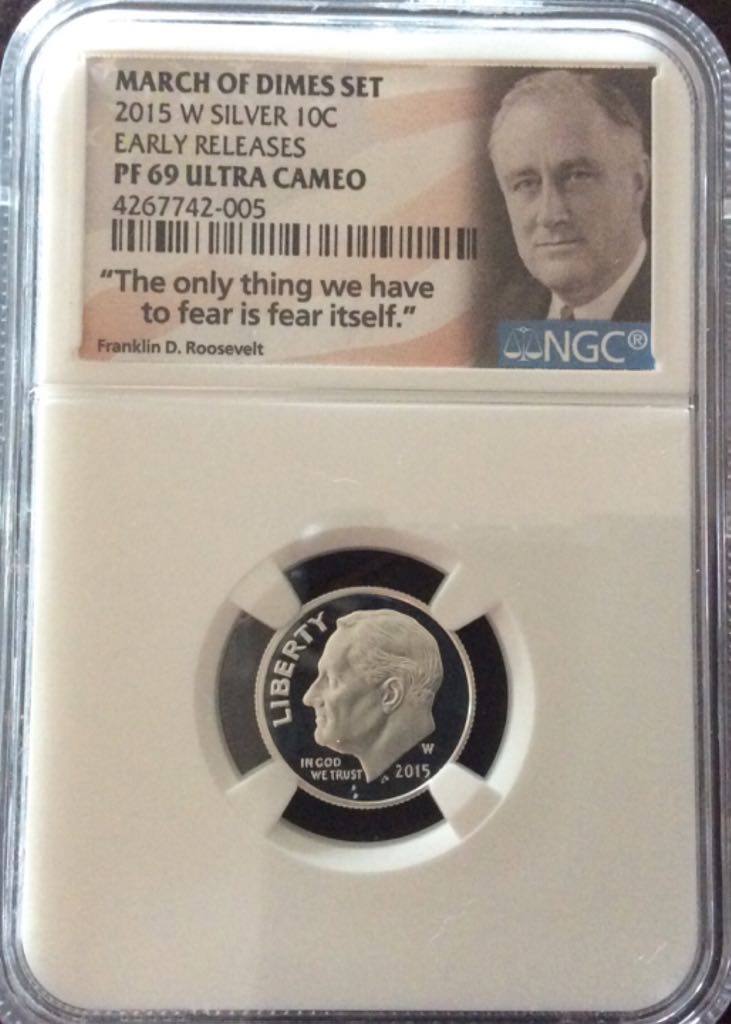 MARCH OF DIMES SET
2015 W SILVER 10C
EARLY RELEASES
PF 69 ULTRA CAMEO
4267742-005
“The only thing we have
to fear is fear itself.”
Franklin D. Roosevelt
NGC®
LIBERTY
IN GOD
WE TRUST
W
2015